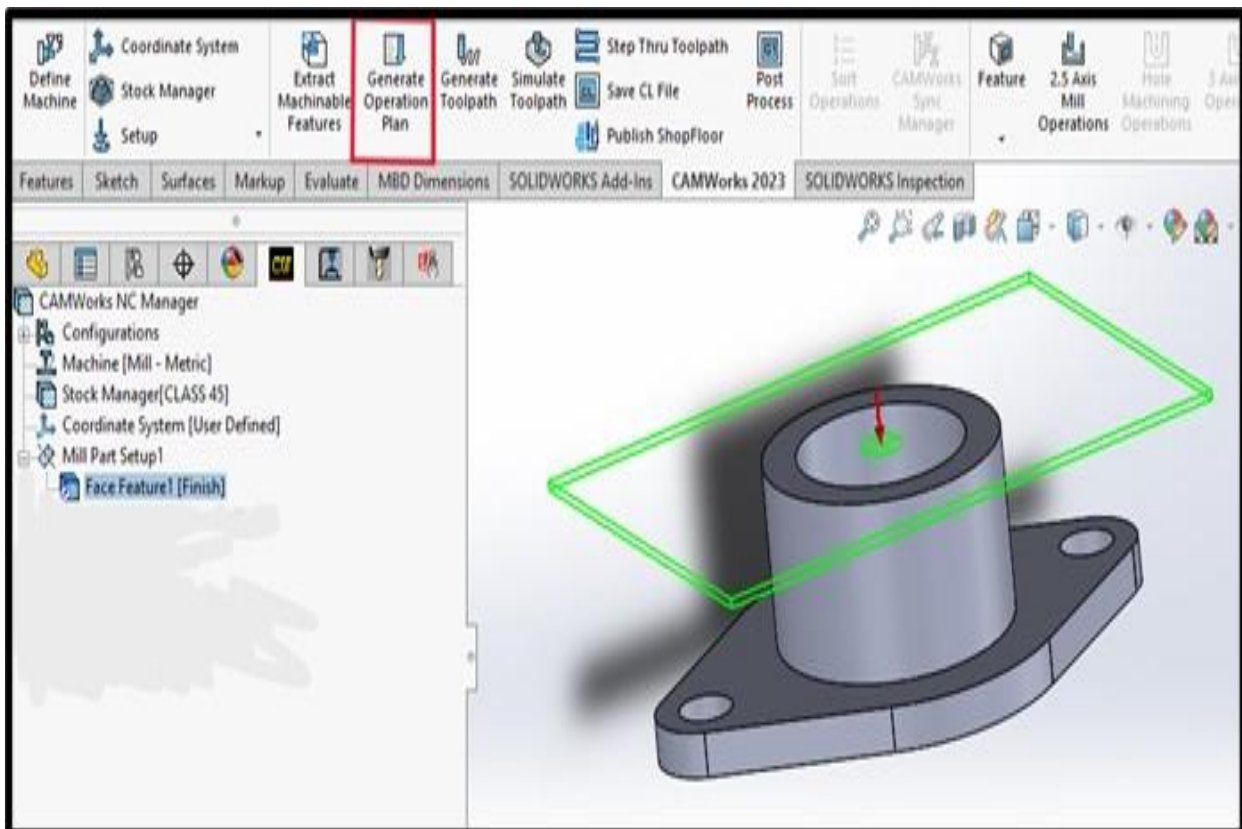 Define
Machine
Coordinate System
Stock Manager
Setup
Extract
Machinable
Features
Generate
Operation
Plan
Generate
Toolpath
Simulate
Toolpath
Step Thru Toolpath
Save CL File
Publish ShopFloor
Post
Process
Sort
Operations
CAMWorks
Sync
Manager
Feature
2.5 Axis
Mill
Operations
Hole
Machining
Operations
Features Sketch Surfaces Markup Evaluate MBD Dimensions SOLIDWORKS Add-Ins CAMWorks 2023 SOLIDWORKS Inspection
CAMWorks NC Manager
Configurations
Machine [Mill - Metric]
Stock Manager[CLASS 45]
Coordinate System [User Defined]
Mill Part Setup1
Face Feature1 [Finish]